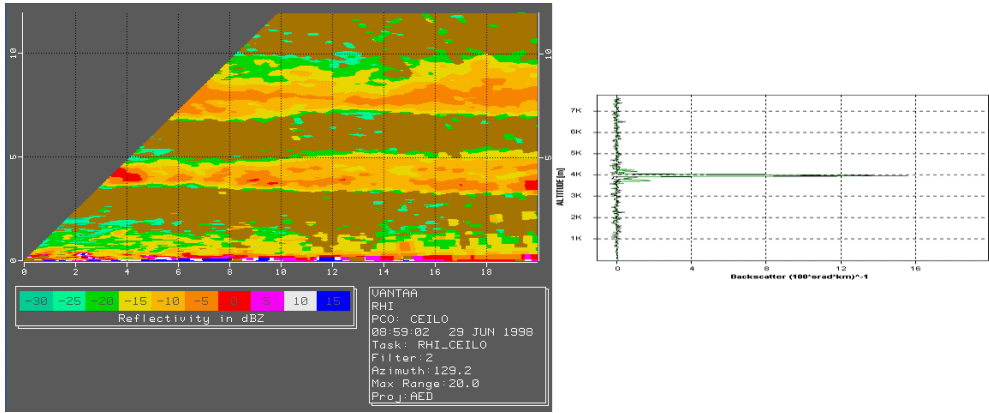 10
5
0
0 2 4 6 8 10 12 14 16 18
10
5
-30 -25 -20 -15 -10 -5 0 5 10 15
Reflectivity in dBZ
VANTAA
RHI
PCO: CEILO
08:59:02 29 JUN 1998
Task: RHI_CEILO
Filter:2
Azimuth:129.2
Max Range:20.0
Proj:AED
7K
6K
5K
4K
3K
2K
1K
ALTITUDE [m]
0 4 8 12 16
Backscatter (100*srad*km)^-1